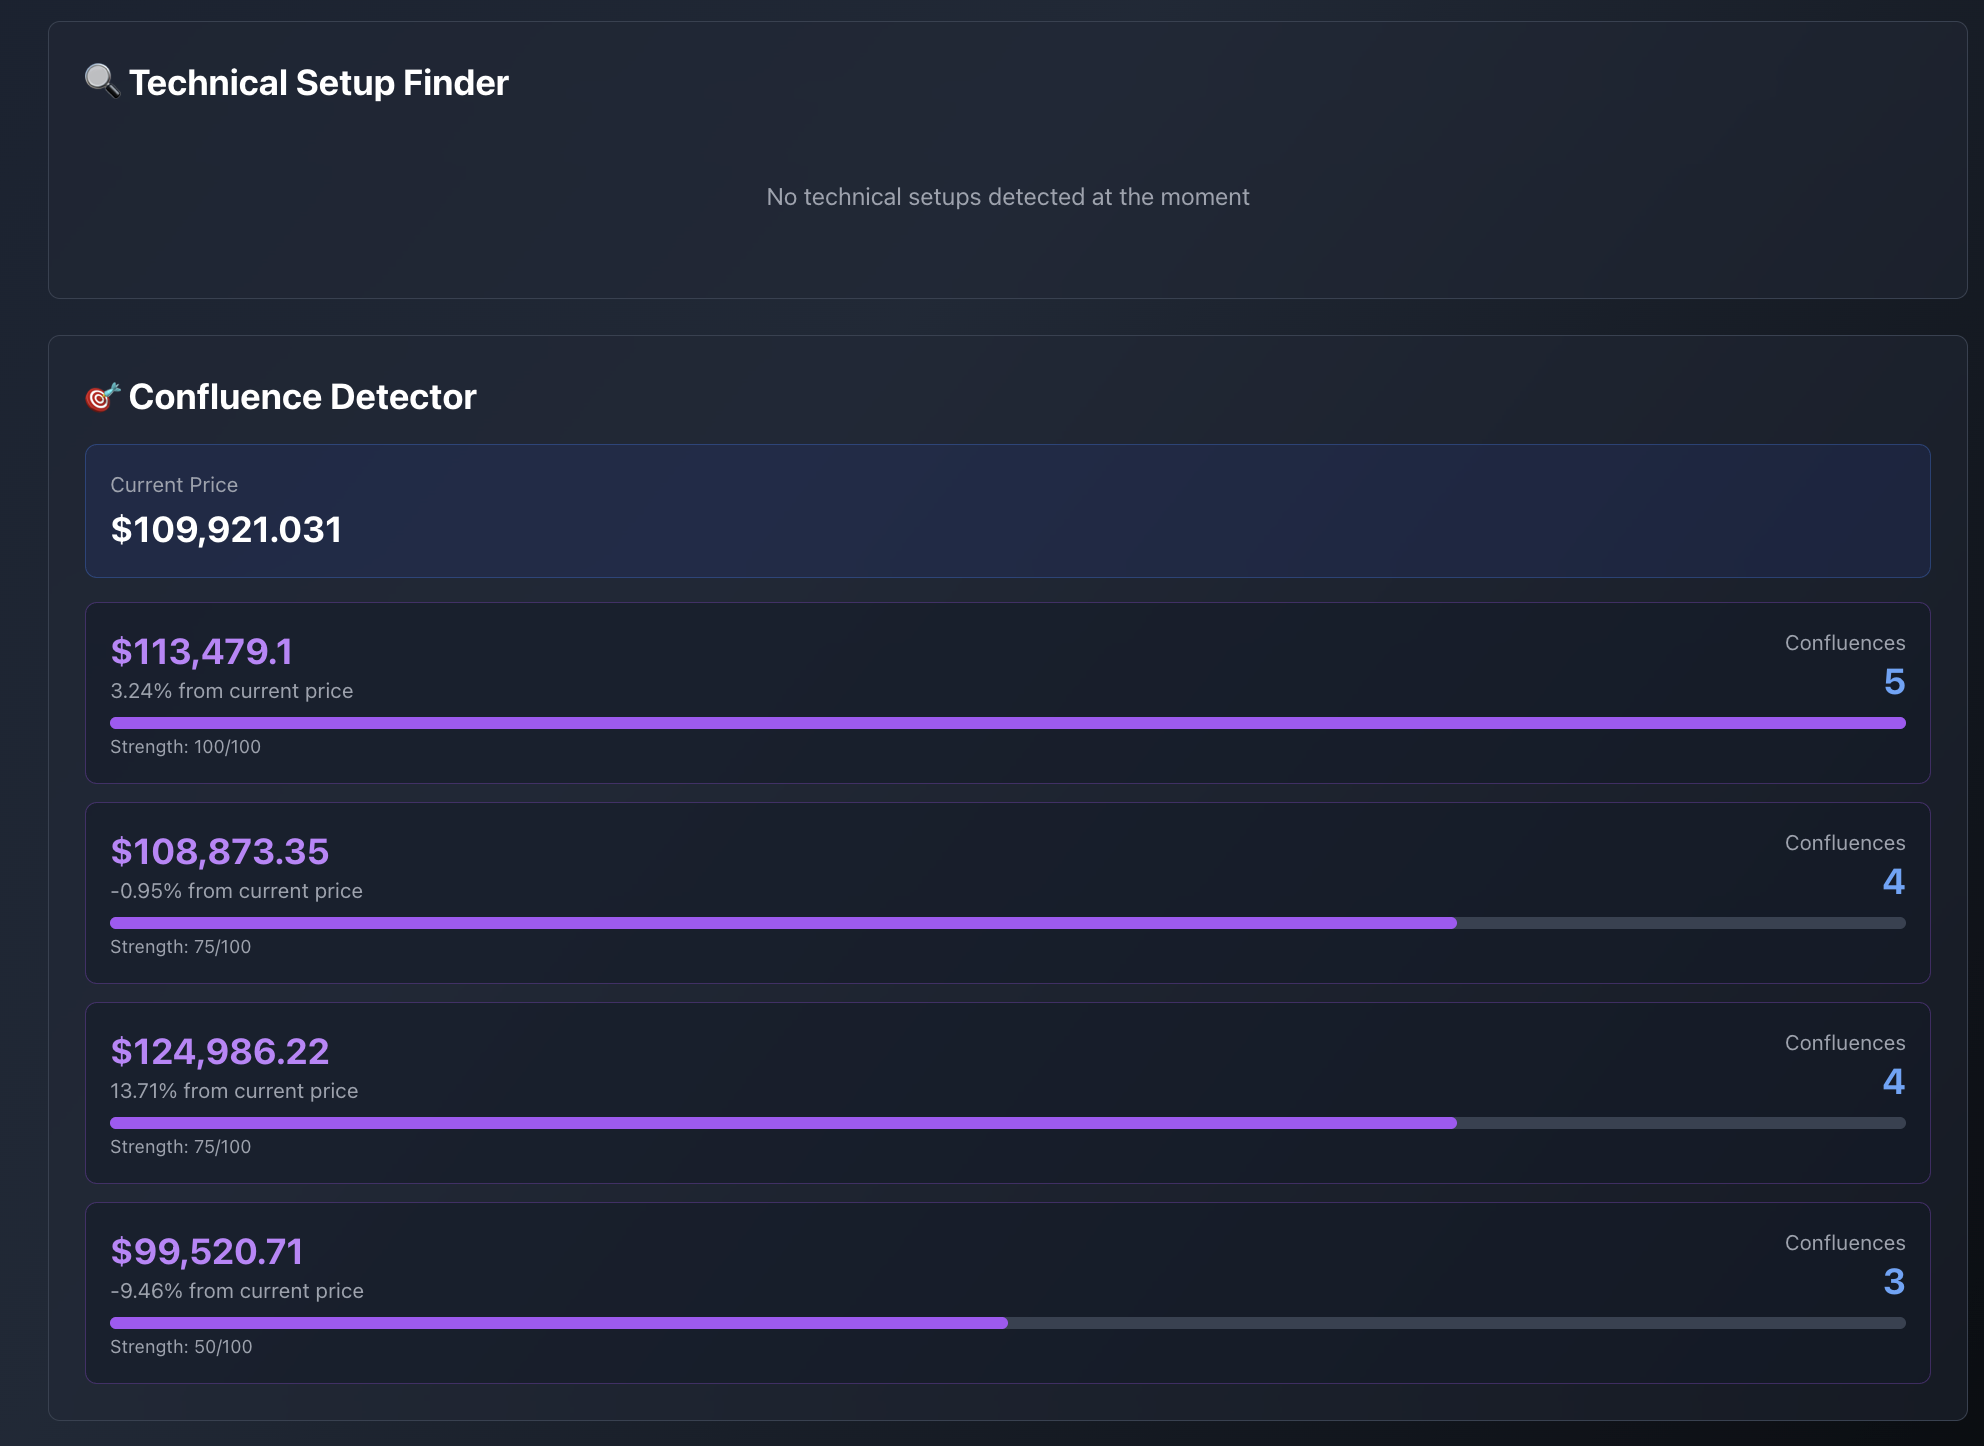 Technical Setup Finder
No technical setups detected at the moment
Confluence Detector
Current Price
$109,921.031
$113,479.1
3.24% from current price
Confluences
5
Strength: 100/100
$108,873.35
-0.95% from current price
Confluences
4
Strength: 75/100
$124,986.22
13.71% from current price
Confluences
4
Strength: 75/100
$99,520.71
-9.46% from current price
Confluences
3
Strength: 50/100